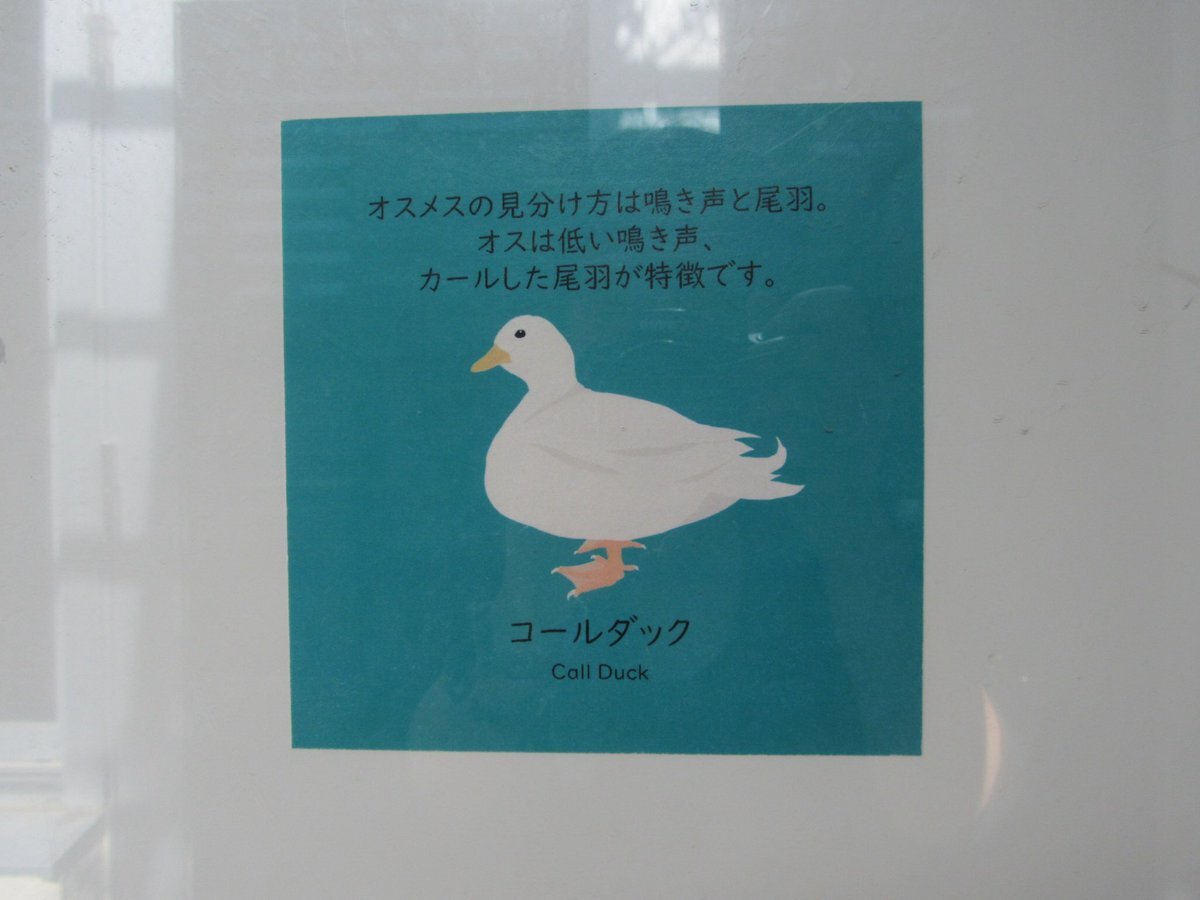 オスメスの見分け方は鳴き声と尾羽。
オスは低い鳴き声、
カールした尾羽が特徴です。
コールダック
Call Duck